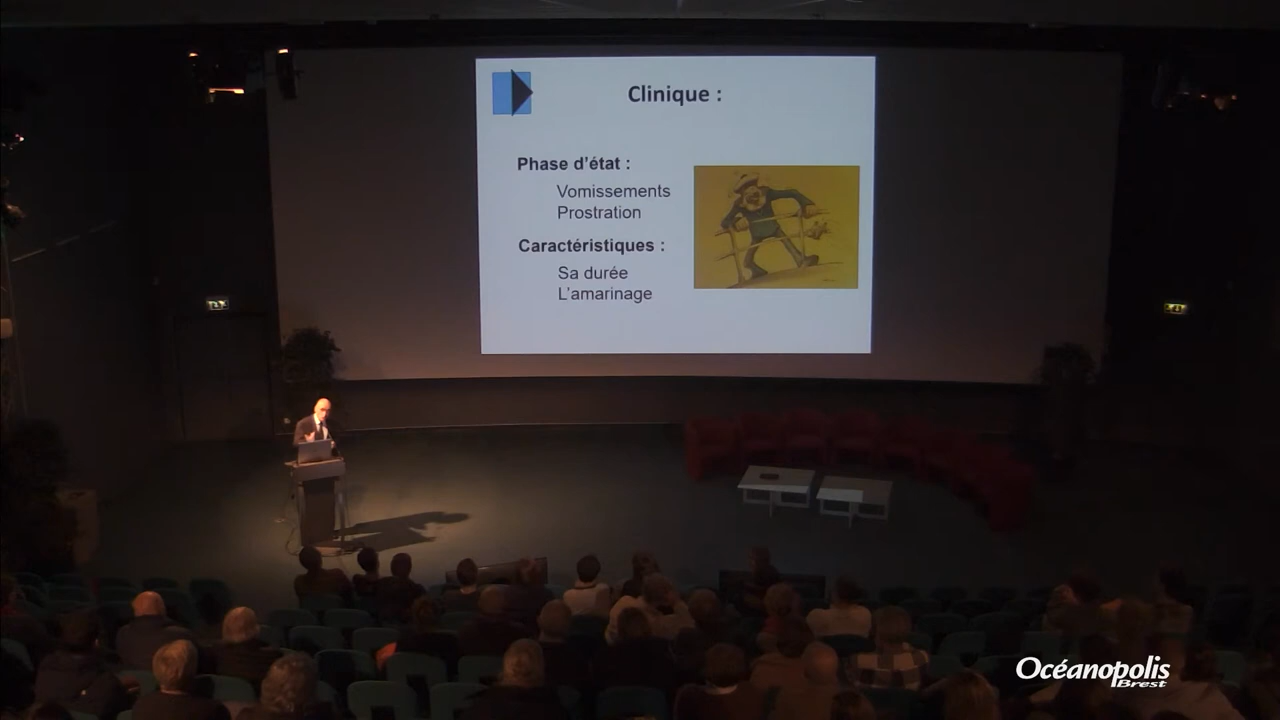 Clinique :
Phase d'état :
Vomissements
Prostration
Caractéristiques :
Sa durée
L'amarinage
Océanopolis
Brest